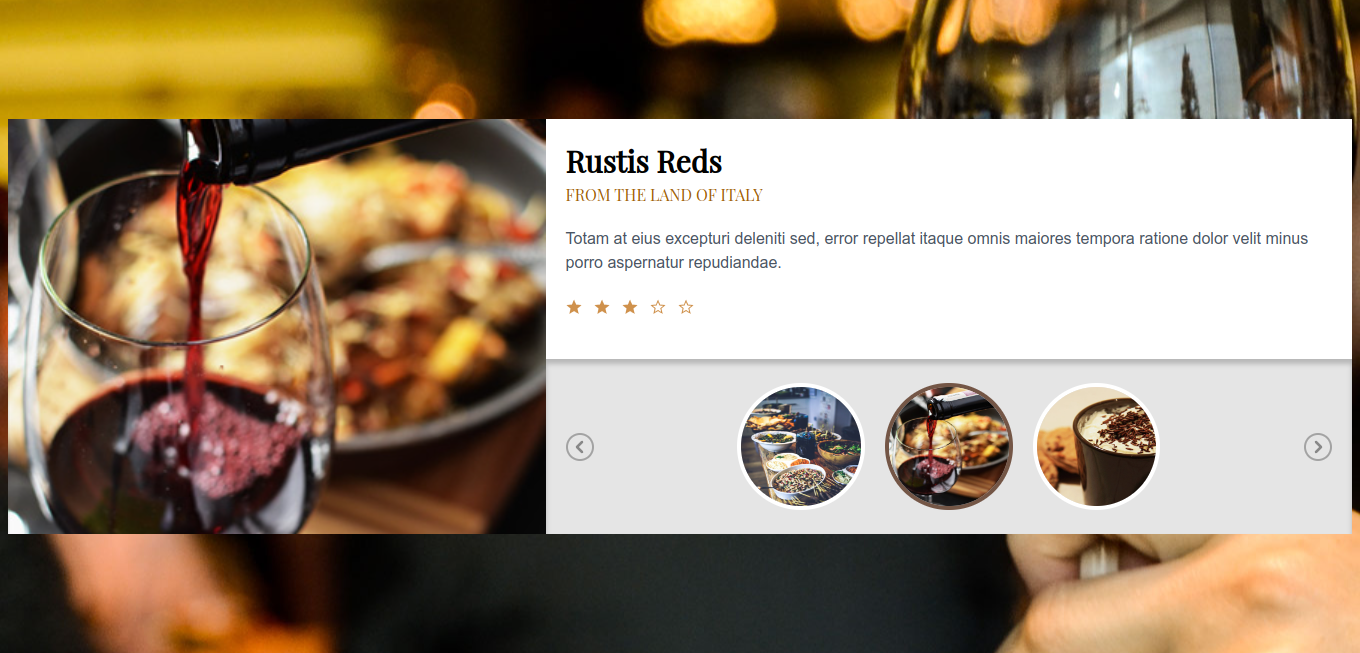 Rustis Reds
FROM THE LAND OF ITALY
Totam at eius excepturi deleniti sed, error repellat itaque omnis maiores tempora ratione dolor velit minus
porro aspernatur repudiandae.